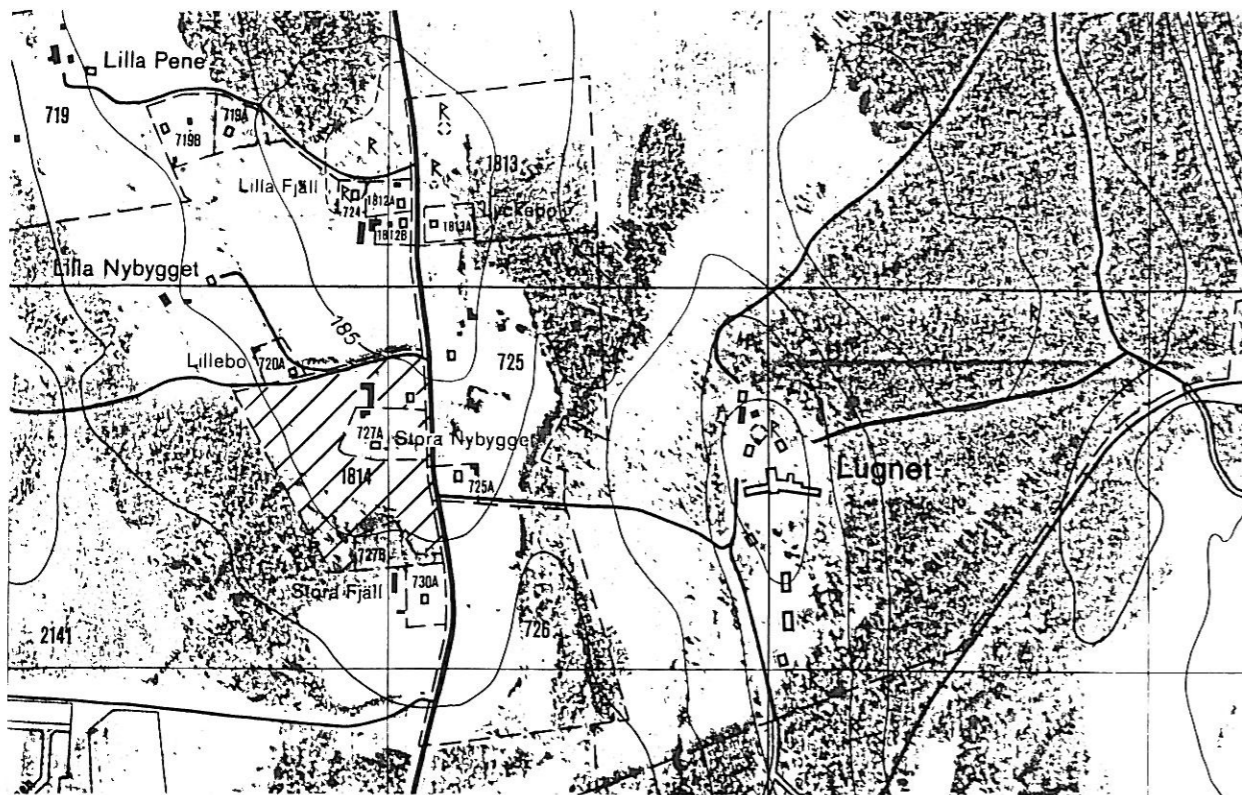 Lilla Pene
719
719A
719B
R
R
R
1813
Lilla Fjäll
R
724
1812A
1812B
1813A
Lyckebo
Lilla Nybygget
185
Lillebo
720A
725
R
727A
Stora Nybygget
1814
725A
R
Lugnet
727B
Stora Fjäll
730A
726
2141